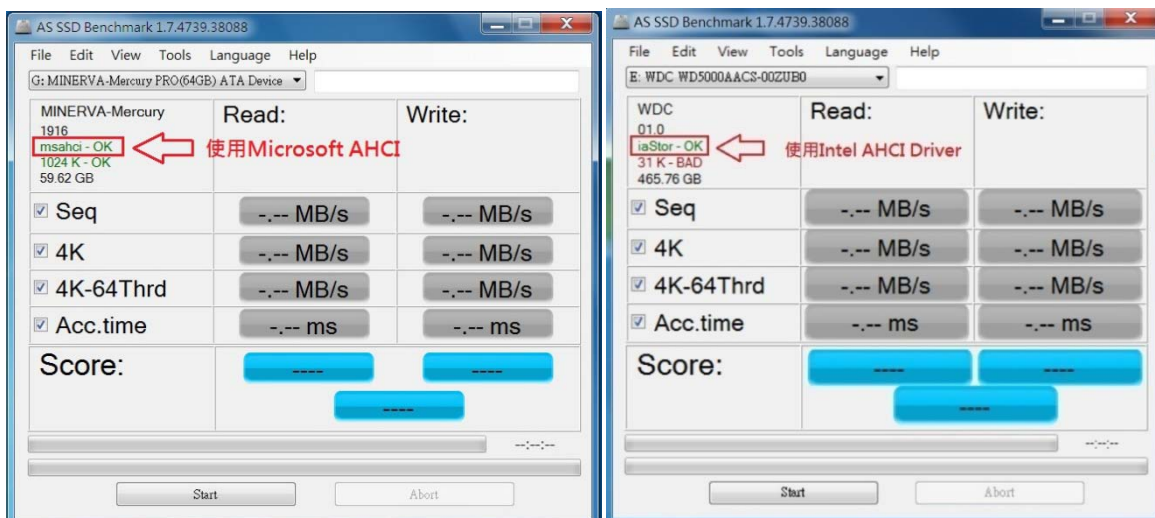 AS SSD Benchmark 1.7.4739.38088
File Edit View Tools Language Help
G: MINERVA-Mercury PRO(64GB) ATA Device
MINERVA-Mercury
1916
msahci - OK
1024 K - OK
59.62 GB
使用Microsoft AHCI
Read:
Write:
Seq
-.-- MB/s
-.-- MB/s
4K
-.-- MB/s
-.-- MB/s
4K-64Thrd
-.-- MB/s
-.-- MB/s
Acc.time
-.-- ms
-.-- ms
Score:
----
----
----
--:--:--
Start
Abort
AS SSD Benchmark 1.7.4739.38088
File Edit View Tools Language Help
E: WDC WD5000AACS-00ZUB0
WDC
01.0
iaStor - OK
31 K - BAD
465.76 GB
使用Intel AHCI Driver
Read:
Write:
Seq
-.-- MB/s
-.-- MB/s
4K
-.-- MB/s
-.-- MB/s
4K-64Thrd
-.-- MB/s
-.-- MB/s
Acc.time
-.-- ms
-.-- ms
Score:
----
----
----
--:--:--
Start
Abort